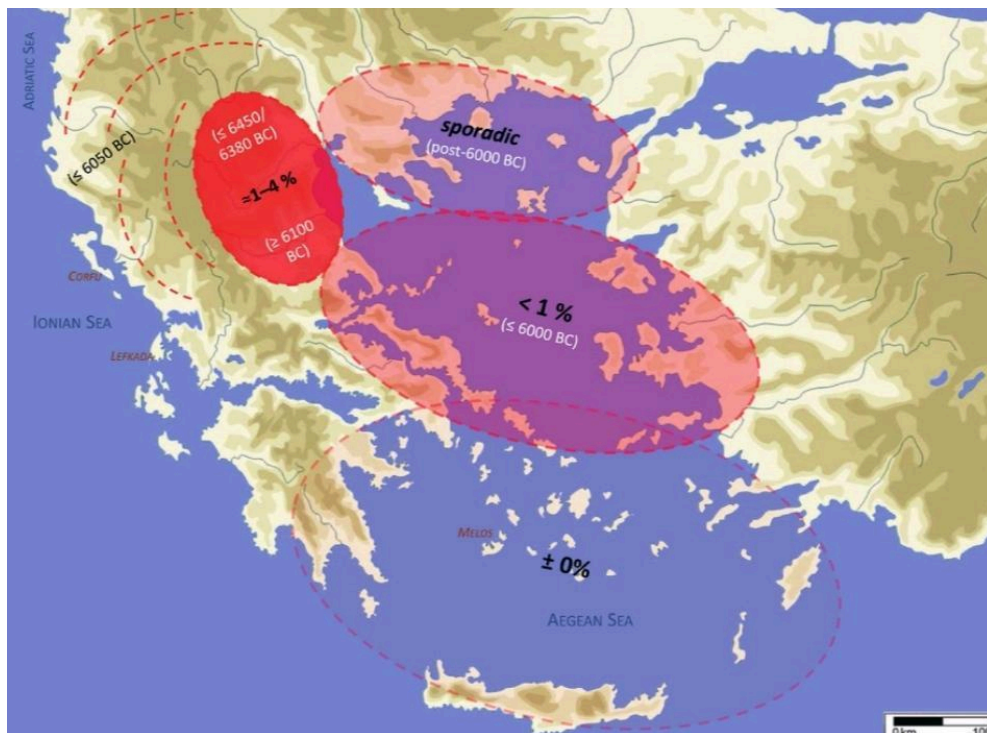 ADRIATIC SEA
(≤ 6050 BC)
(≤ 6450/
6380 BC)
≈1–4 %
(≥ 6100
BC)
sporadic
(post-6000 BC)
< 1 %
(≤ 6000 BC)
CORFU
IONIAN SEA
LEFKADA
MELOS
± 0%
AEGEAN SEA
0 km